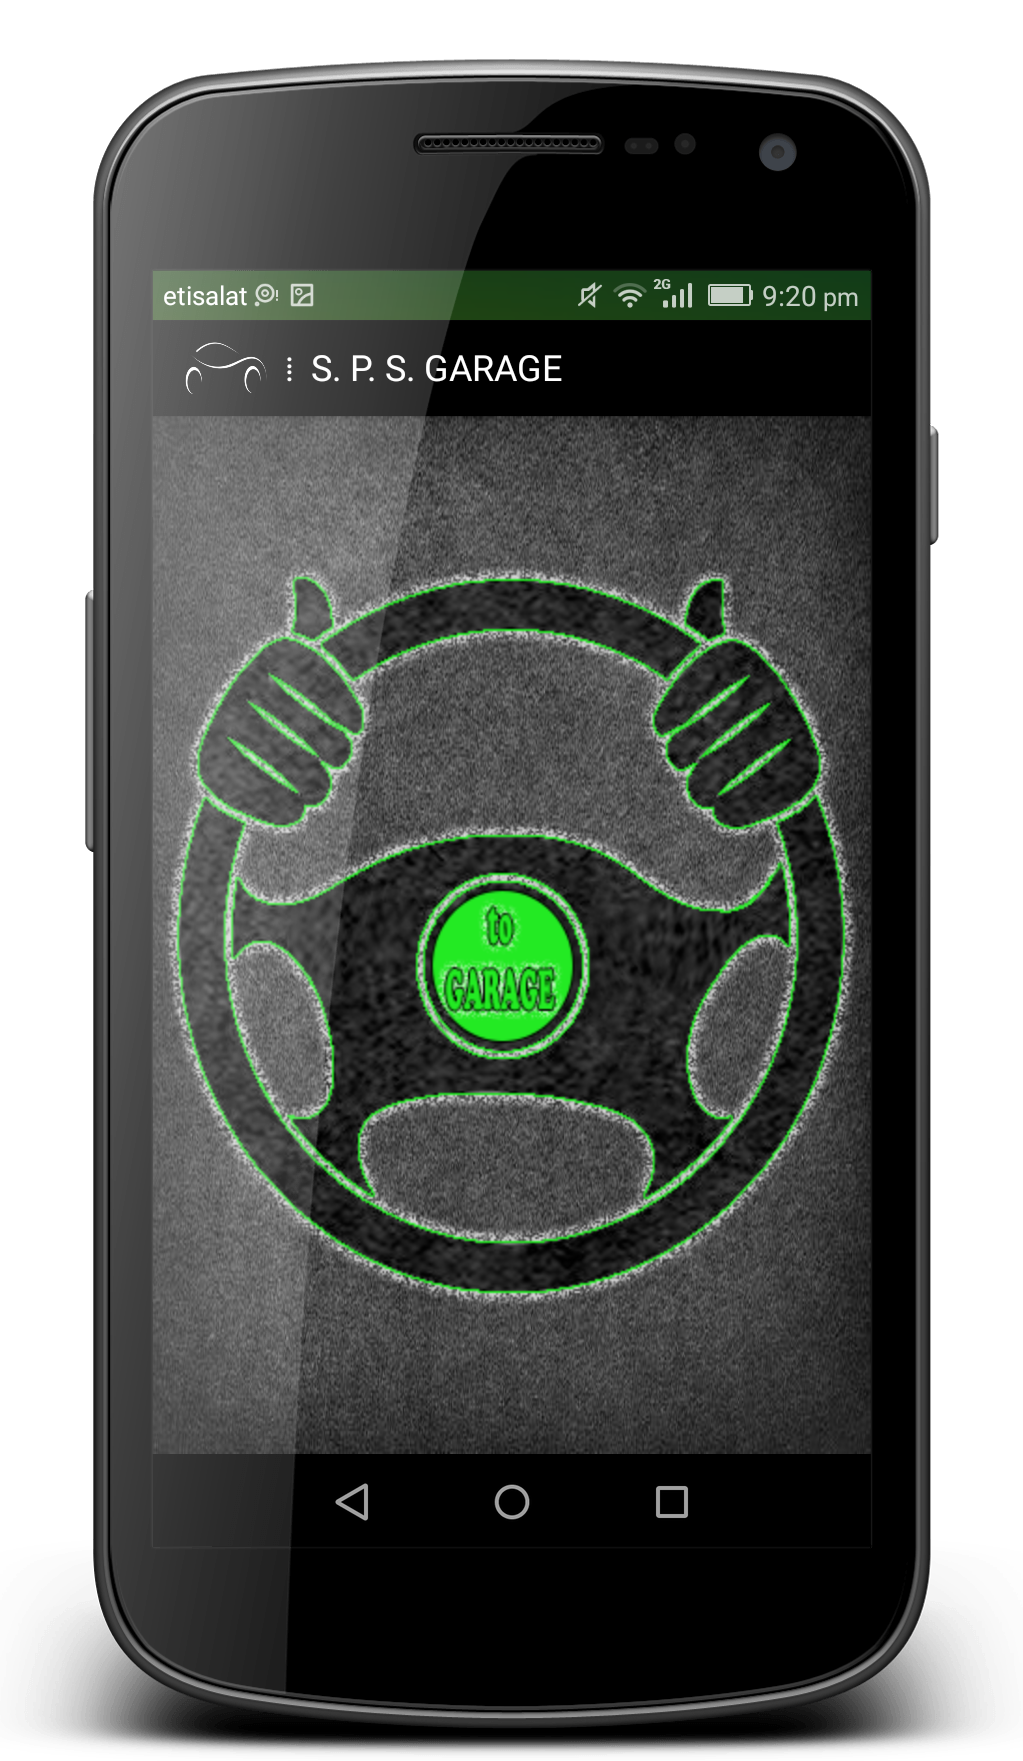 etisalat
2G
9:20 pm
S. P. S. GARAGE
to
GARAGE